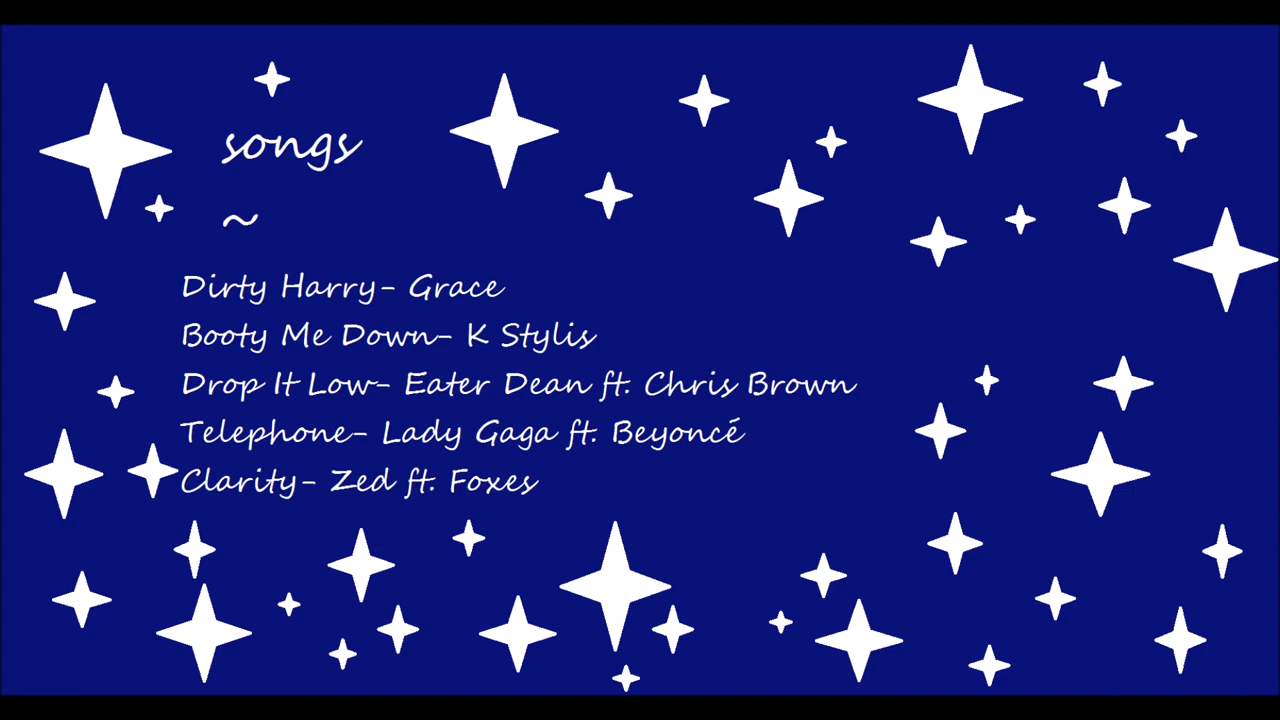 songs
~
Dirty Harry- Grace
Booty Me Down- K Stylis
Drop It Low- Eater Dean ft. Chris Brown
Telephone- Lady Gaga ft. Beyoncé
Clarity- Zed ft. Foxes